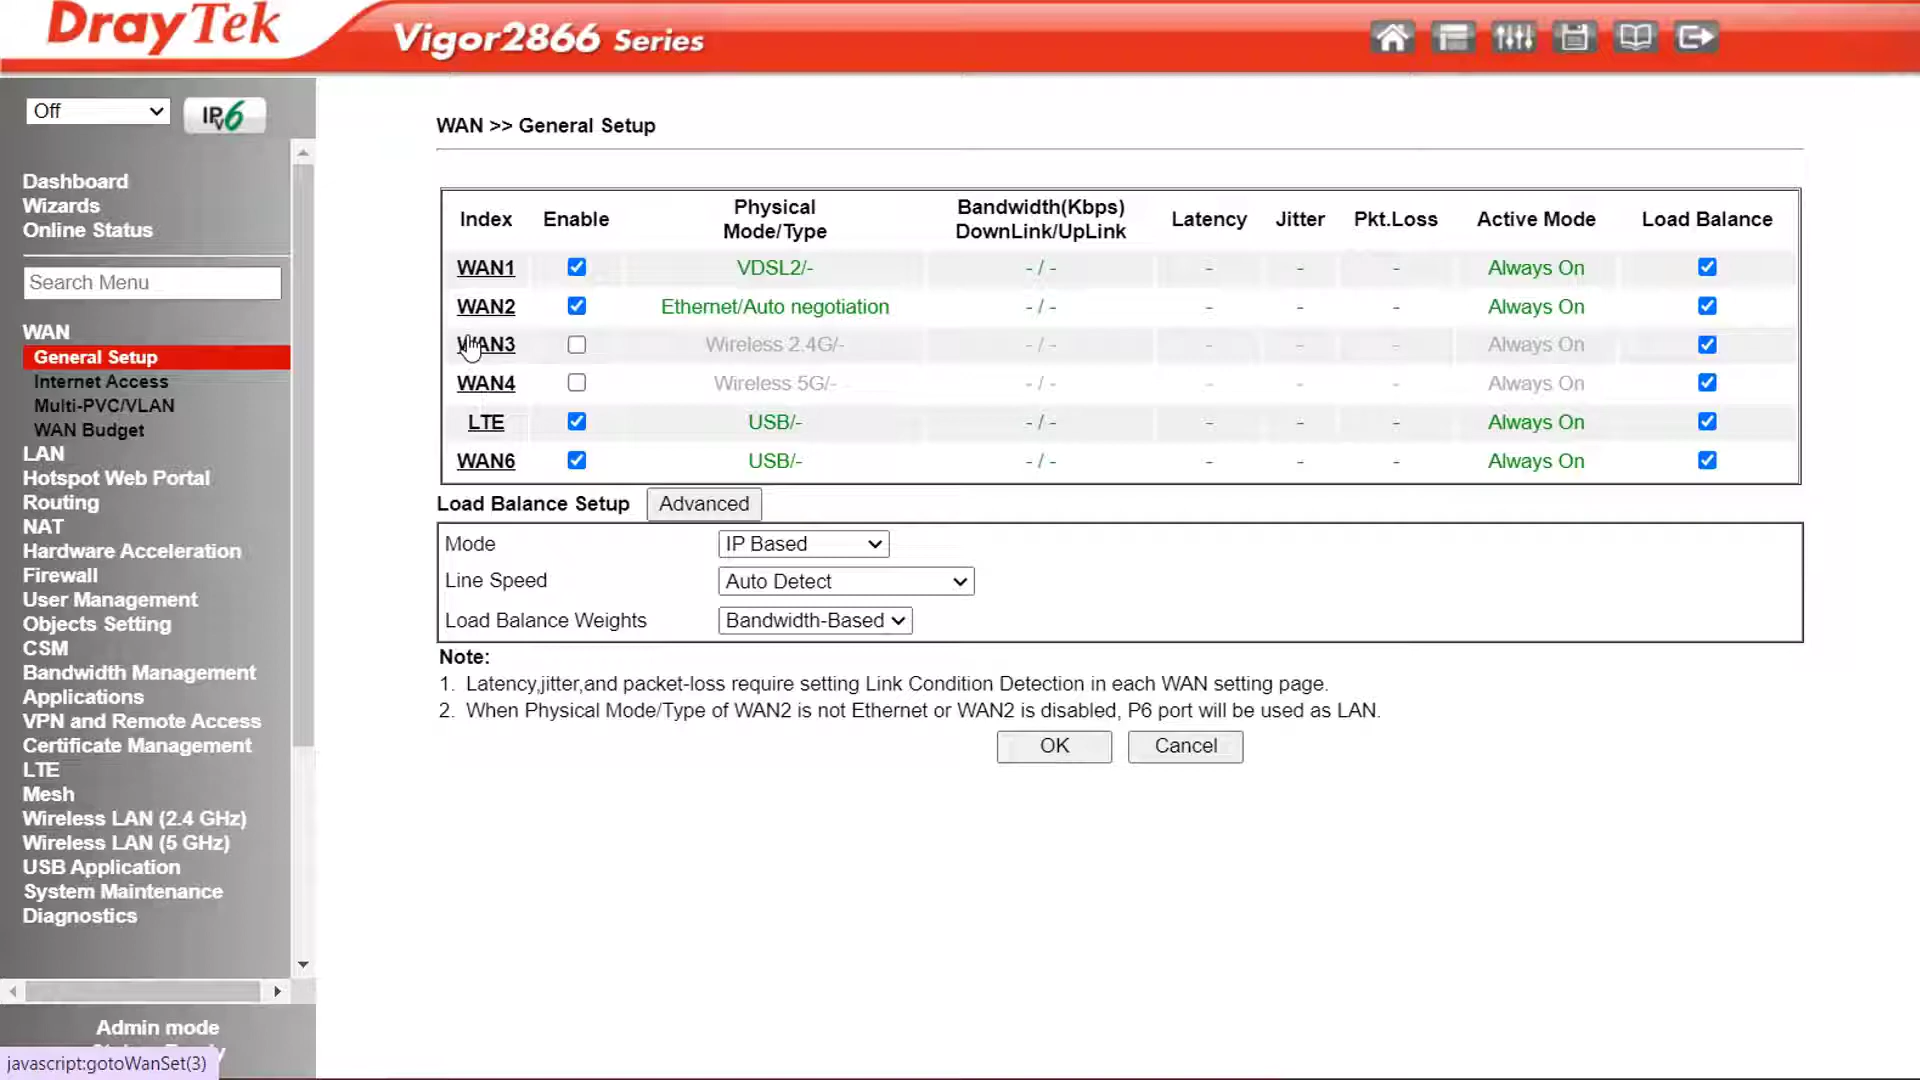 DrayTek
Vigor2866 Series
Off
IPv6
Dashboard
Wizards
Online Status
Search Menu
WAN
General Setup
Internet Access
Multi-PVC/VLAN
WAN Budget
LAN
Hotspot Web Portal
Routing
NAT
Hardware Acceleration
Firewall
User Management
Objects Setting
CSM
Bandwidth Management
Applications
VPN and Remote Access
Certificate Management
LTE
Mesh
Wireless LAN (2.4 GHz)
Wireless LAN (5 GHz)
USB Application
System Maintenance
Diagnostics
Admin mode
javascript:gotoWanSet(3)
WAN >> General Setup
Index Enable Physical Mode/Type Bandwidth(Kbps) DownLink/UpLink Latency Jitter Pkt.Loss Active Mode Load Balance
WAN1 VDSL2/- - / - - - - Always On
WAN2 Ethernet/Auto negotiation - / - - - - Always On
WAN3 Wireless 2.4G/- - / - - - - Always On
WAN4 Wireless 5G/- - / - - - - Always On
LTE USB/- - / - - - - Always On
WAN6 USB/- - / - - - - Always On
Load Balance Setup Advanced
Mode IP Based
Line Speed Auto Detect
Load Balance Weights Bandwidth-Based
Note:
1. Latency,jitter,and packet-loss require setting Link Condition Detection in each WAN setting page.
2. When Physical Mode/Type of WAN2 is not Ethernet or WAN2 is disabled, P6 port will be used as LAN.
OK Cancel